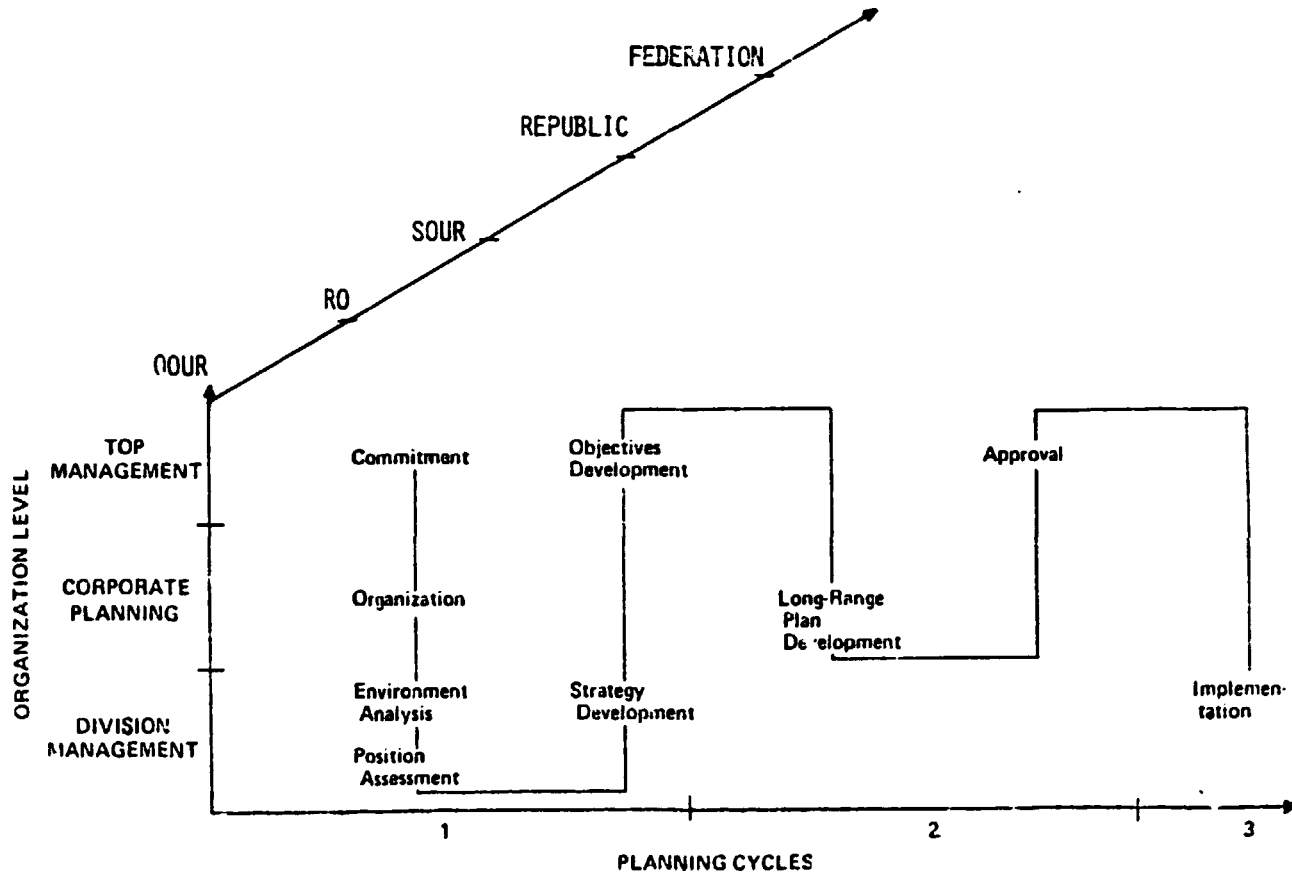 FEDERATION
REPUBLIC
SOUR
RO
OOUR
TOP
MANAGEMENT
Commitment
Objectives
Development
Approval
ORGANIZATION LEVEL
CORPORATE
PLANNING
Organization
Long-Range
Plan
Development
Environment
Analysis
Strategy
Development
Implemen-
tation
DIVISION
MANAGEMENT
Position
Assessment
1
2
3
PLANNING CYCLES